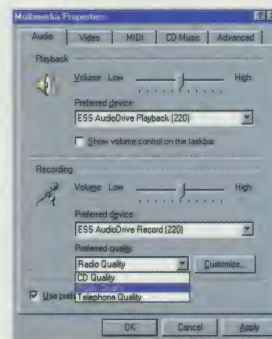 Multimedia Properties
Audio
Video
MIDI
CD Music
Advanced
Playback
Volume: Low
High
Preferred device:
ESS AudioDrive Playback (220)
Show volume control on the taskbar
Recording
Volume: Low
High
Preferred device:
ESS AudioDrive Record (220)
Preferred quality:
Radio Quality
Customize...
CD Quality
Radio Quality
Use pref
Telephone Quality
OK
Cancel
Apply